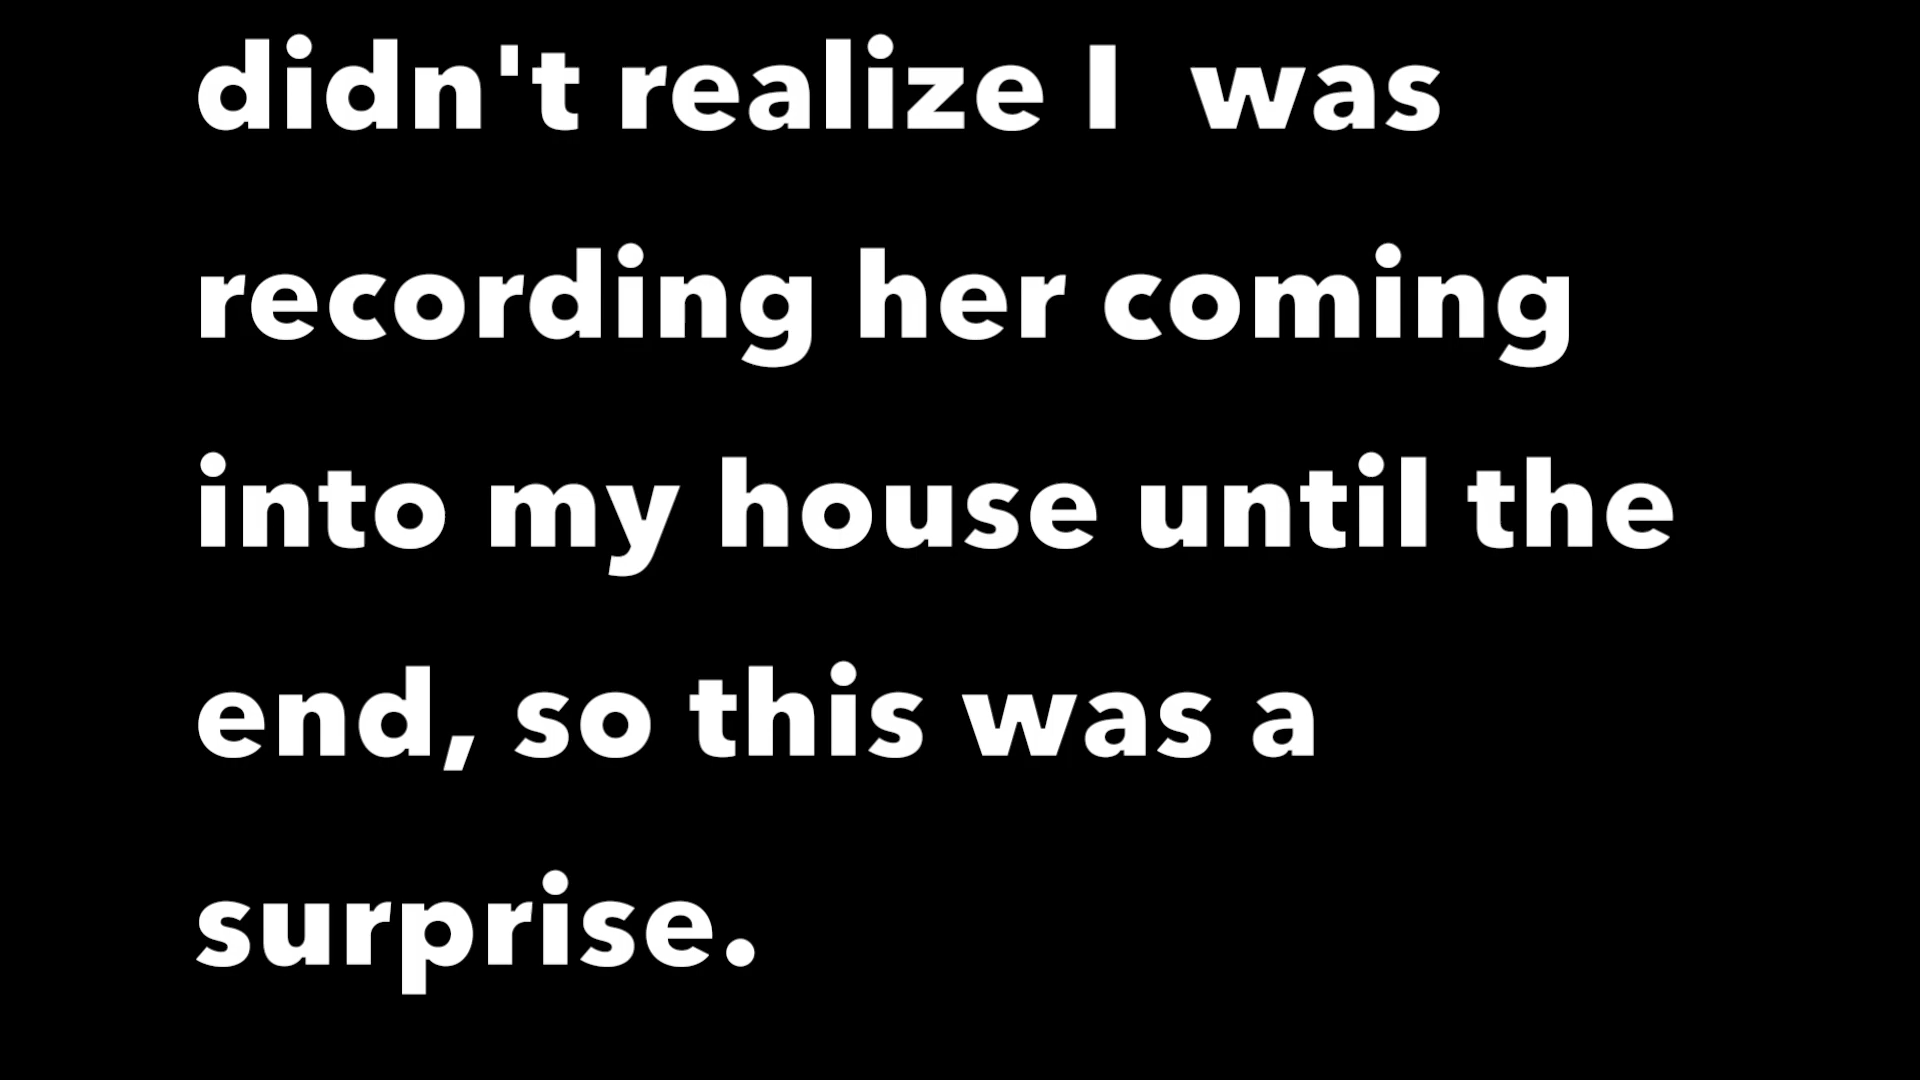 didn't realize I  was
recording her coming
into my house until the
end, so this was a
surprise.